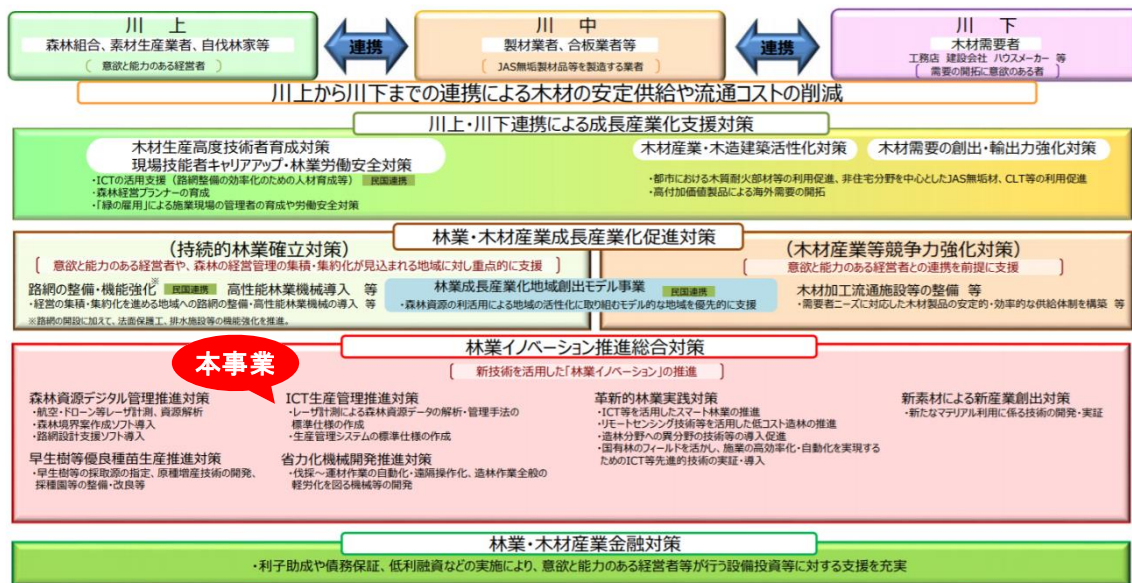 川 上
森林組合、素材生産業者、自伐林家等
〔 意欲と能力のある経営者 〕
連携
川 中
製材業者、合板業者等
〔 JAS無垢製材品等を製造する業者 〕
連携
川 下
木材需要者
工務店 建設会社 ハウスメーカー 等
〔 需要の開拓に意欲のある者 〕
川上から川下までの連携による木材の安定供給や流通コストの削減
川上・川下連携による成長産業化支援対策
木材生産高度技術者育成対策
現場技能者キャリアアップ・林業労働安全対策
・ICTの活用支援（路網整備の効率化のための人材育成等） 民国連携
・森林経営プランナーの育成
・「緑の雇用」による施業現場の管理者の育成や労働安全対策
木材産業・木造建築活性化対策
木材需要の創出・輸出力強化対策
・都市における木質耐火部材等の利用促進、非住宅分野を中心としたJAS無垢材、CLT等の利用促進
・高付加価値製品による海外需要の開拓
林業・木材産業成長産業化促進対策
（持続的林業確立対策）
〔 意欲と能力のある経営者や、森林の経営管理の集積・集約化が見込まれる地域に対し重点的に支援 〕
路網の整備・機能強化※ 民国連携 高性能林業機械導入 等
・経営の集積・集約化を進める地域への路網の整備・高性能林業機械の導入 等
※路網の開設に加えて、法面保護工、排水施設等の機能強化を推進。
林業成長産業化地域創出モデル事業 民国連携
・森林資源の利活用による地域の活性化に取り組むモデル的な地域を優先的に支援
（木材産業等競争力強化対策）
〔 意欲と能力のある経営者との連携を前提に支援 〕
木材加工流通施設等の整備 等
・需要者ニーズに対応した木材製品の安定的・効率的な供給体制を構築 等
林業イノベーション推進総合対策
〔 新技術を活用した「林業イノベーション」の推進 〕
本事業
森林資源デジタル管理推進対策
・航空・ドローン等レーザ計測、資源解析
・森林境界案作成ソフト導入
・路網設計支援ソフト導入
早生樹等優良種苗生産推進対策
・早生樹等の採取源の指定、原種増産技術の開発、
採種園等の整備・改良等
ICT生産管理推進対策
・レーザ計測による森林資源データの解析・管理手法の
標準仕様の作成
・生産管理システムの標準仕様の作成
省力化機械開発推進対策
・伐採～運材作業の自動化・遠隔操作化、造林作業全般の
軽労化を図る機械等の開発
革新的林業実践対策
・ICT等を活用したスマート林業の推進
・リモートセンシング技術等を活用した低コスト造林の推進
・造林分野への異分野の技術等の導入促進
・国有林のフィールドを活かし、施業の高効率化・自動化を実現する
ためのICT等先進的技術の実証・導入
新素材による新産業創出対策
・新たなマテリアル利用に係る技術の開発・実証
林業・木材産業金融対策
・利子助成や債務保証、低利融資などの実施により、意欲と能力のある経営者等が行う設備投資等に対する支援を充実